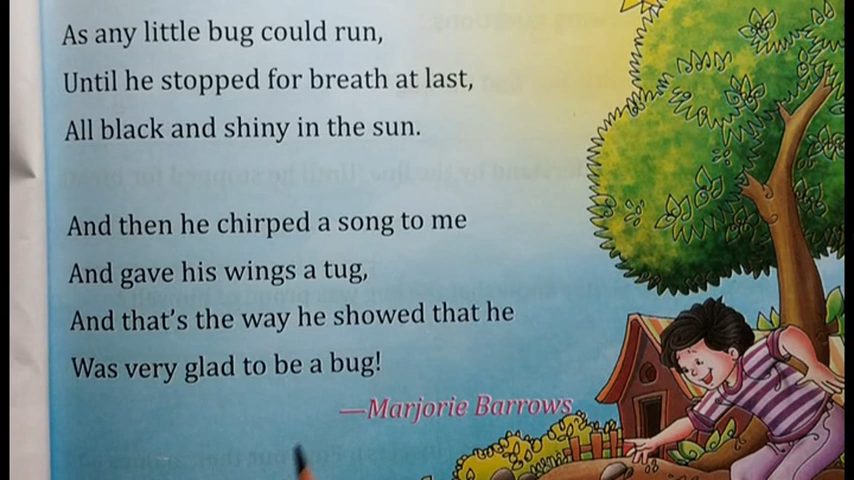 As any little bug could run,
Until he stopped for breath at last,
All black and shiny in the sun.
And then he chirped a song to me
And gave his wings a tug,
And that's the way he showed that he
Was very glad to be a bug!
—Marjorie Barrows